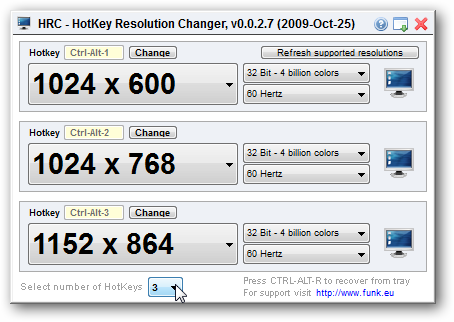 HRC - HotKey Resolution Changer, v0.0.2.7 (2009-Oct-25)
Hotkey Ctrl-Alt-1 Change Refresh supported resolutions
1024 x 600
32 Bit - 4 billion colors
60 Hertz
Hotkey Ctrl-Alt-2 Change
1024 x 768
32 Bit - 4 billion colors
60 Hertz
Hotkey Ctrl-Alt-3 Change
1152 x 864
32 Bit - 4 billion colors
60 Hertz
Select number of HotKeys 3
Press CTRL-ALT-R to recover from tray
For support visit http://www.funk.eu